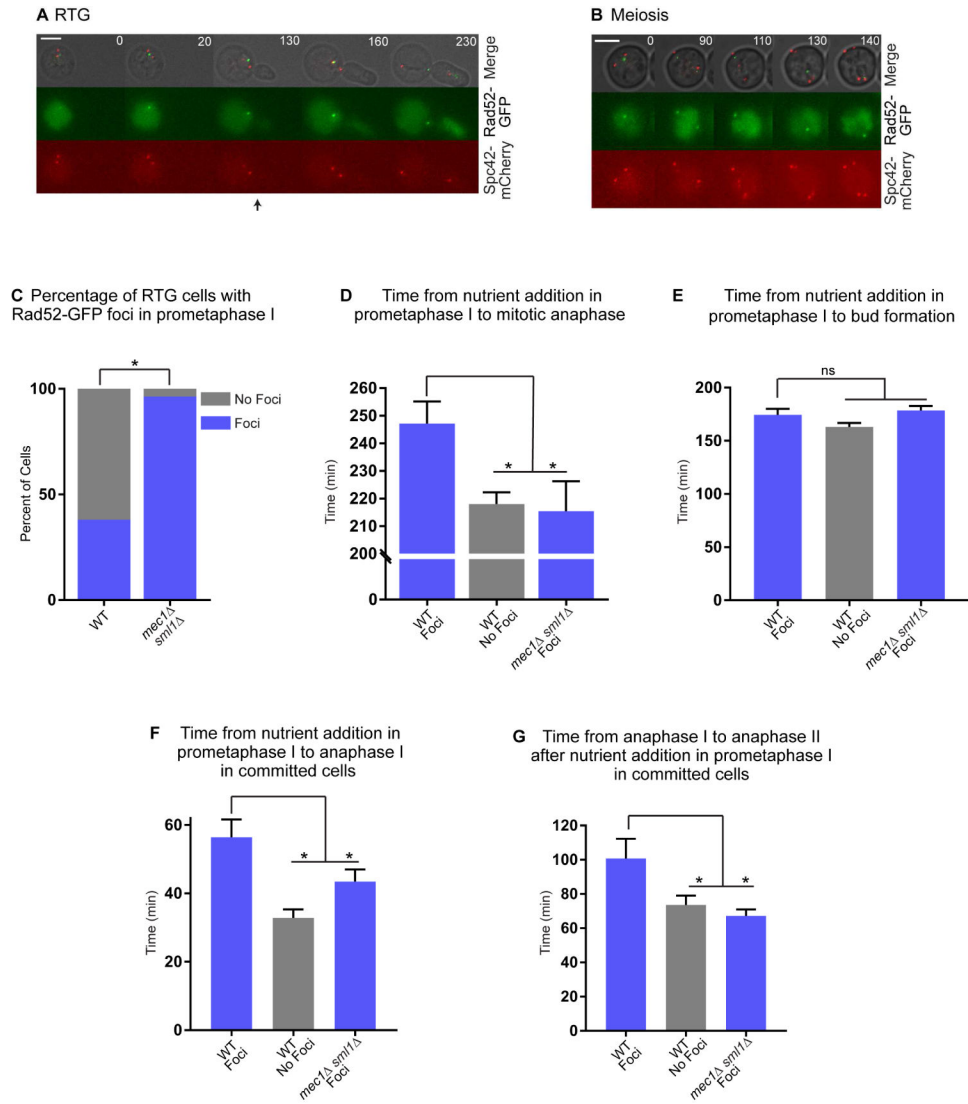 A RTG
0 20 130 160 230
Merge
Rad52-
GFP
Spc42-
mCherry
B Meiosis
0 90 110 130 140
Merge
Rad52-
GFP
Spc42-
mCherry
C Percentage of RTG cells with
Rad52-GFP foci in prometaphase I
*
100
50
0
Percent of Cells
No Foci
Foci
WT
mec1Δ
sml1Δ
D Time from nutrient addition in
prometaphase I to mitotic anaphase
260
250
240
230
220
210
200
0
Time (min)
* *
WT
Foci
WT
No Foci
mec1Δ sml1Δ
Foci
E Time from nutrient addition in
prometaphase I to bud formation
ns
200
150
100
50
0
Time (min)
WT
Foci
WT
No Foci
mec1Δ sml1Δ
Foci
F Time from nutrient addition in
prometaphase I to anaphase I
in committed cells
60
40
20
0
Time (min)
* *
WT
Foci
WT
No Foci
mec1Δ sml1Δ
Foci
G Time from anaphase I to anaphase II
after nutrient addition in prometaphase I
in committed cells
120
100
80
60
40
20
0
Time (min)
* *
WT
Foci
WT
No Foci
mec1Δ sml1Δ
Foci